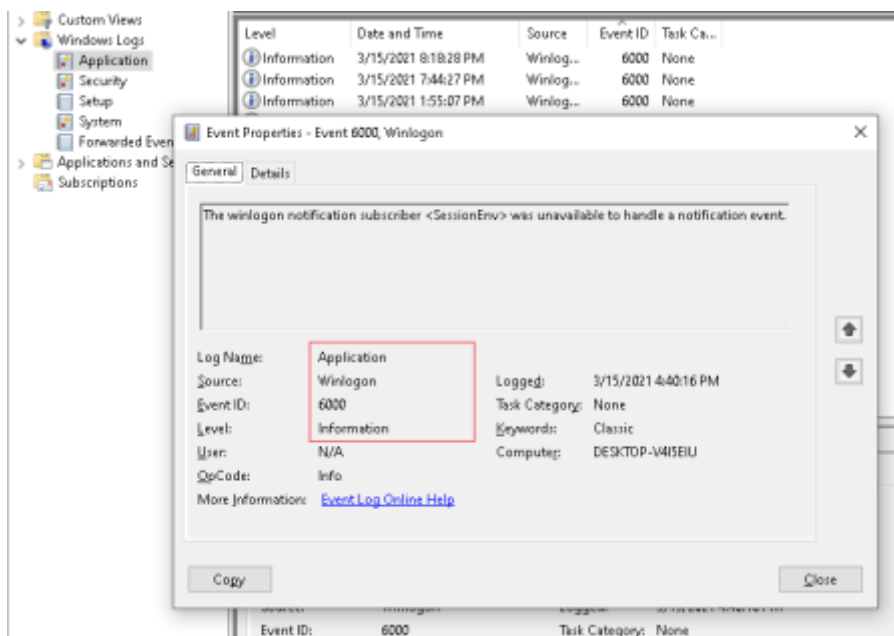 Custom Views
Windows Logs
Application
Security
Setup
System
Forwarded Even
Applications and Se
Subscriptions
Level Date and Time Source Event ID Task Ca...
Information 3/15/2021 8:18:28 PM Winlog... 6000 None
Information 3/15/2021 7:44:27 PM Winlog... 6000 None
Information 3/15/2021 1:55:07 PM Winlog... 6000 None
Event Properties - Event 6000, Winlogon
General Details
The winlogon notification subscriber <SessionEnv> was unavailable to handle a notification event.
Log Name: Application
Source: Winlogon Logged: 3/15/2021 4:40:16 PM
Event ID: 6000 Task Category: None
Level: Information Keywords: Classic
User: N/A Computer: DESKTOP-V4I5EIU
OpCode: Info
More Information: Event Log Online Help
Copy Close
Event ID: 6000 Task Category: None